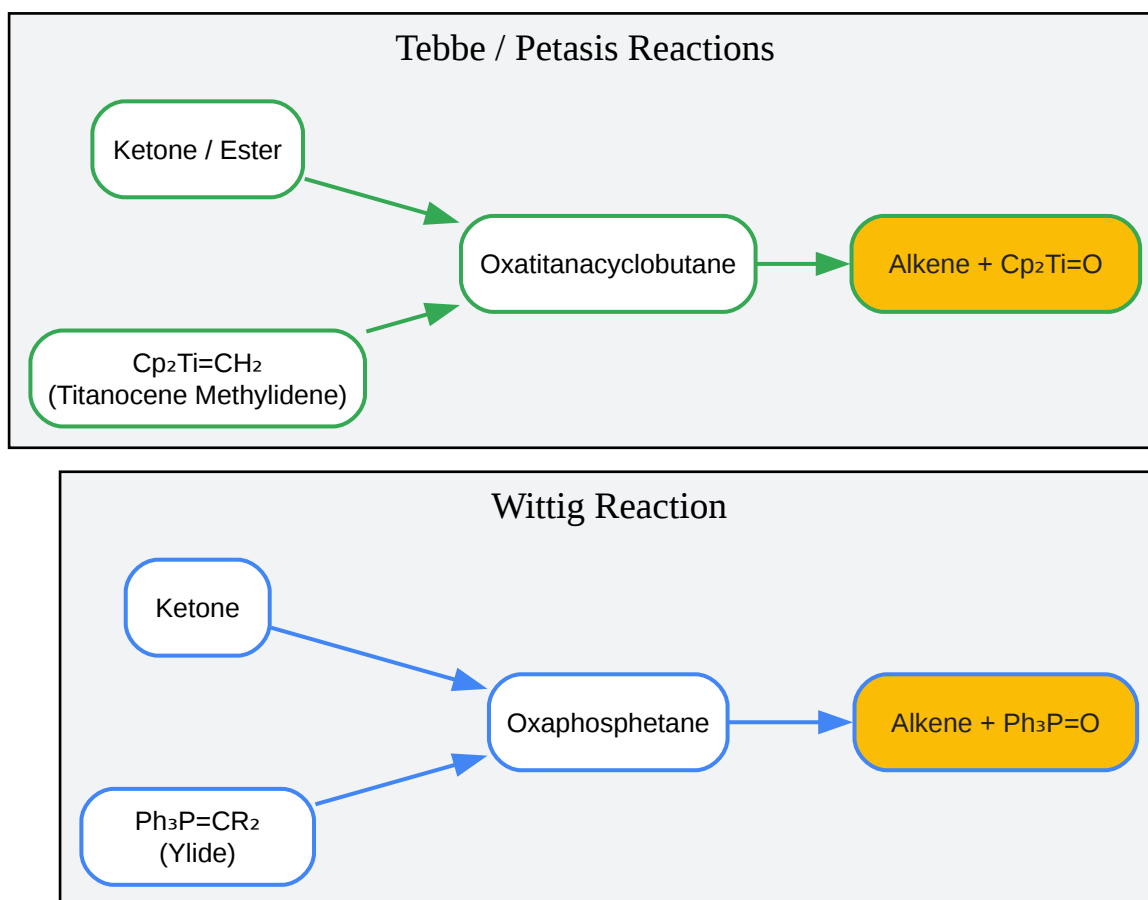 Tebbe / Petasis Reactions
Ketone / Ester
Oxatitanacyclobutane
Alkene + Cp₂Ti=O
Cp₂Ti=CH₂
(Titanocene Methylidene)
Wittig Reaction
Ketone
Oxaphosphetane
Alkene + Ph₃P=O
Ph₃P=CR₂
(Ylide)